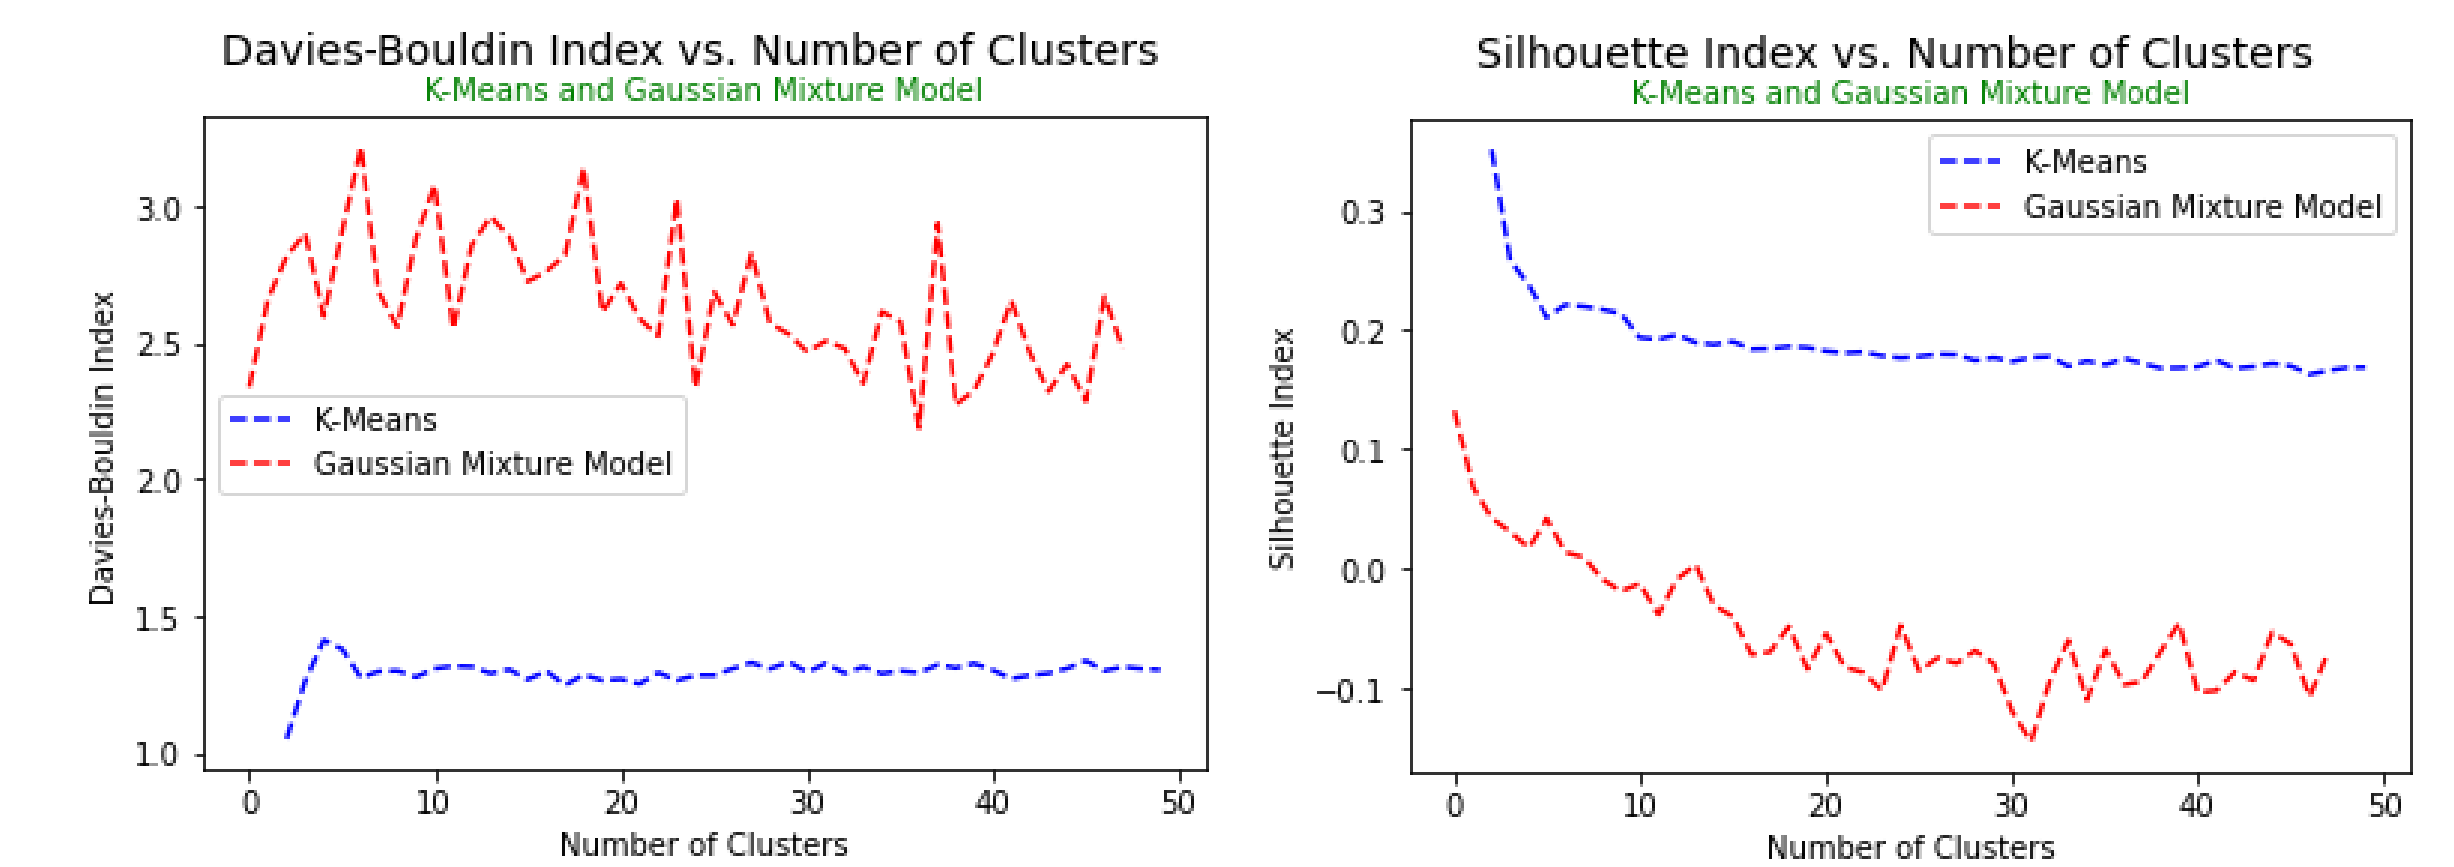 Davies-Bouldin Index vs. Number of Clusters
K-Means and Gaussian Mixture Model
Davies-Bouldin Index
3.0
2.5
2.0
1.5
1.0
K-Means
Gaussian Mixture Model
0 10 20 30 40 50
Number of Clusters
Silhouette Index vs. Number of Clusters
K-Means and Gaussian Mixture Model
Silhouette Index
0.3
0.2
0.1
0.0
−0.1
K-Means
Gaussian Mixture Model
0 10 20 30 40 50
Number of Clusters